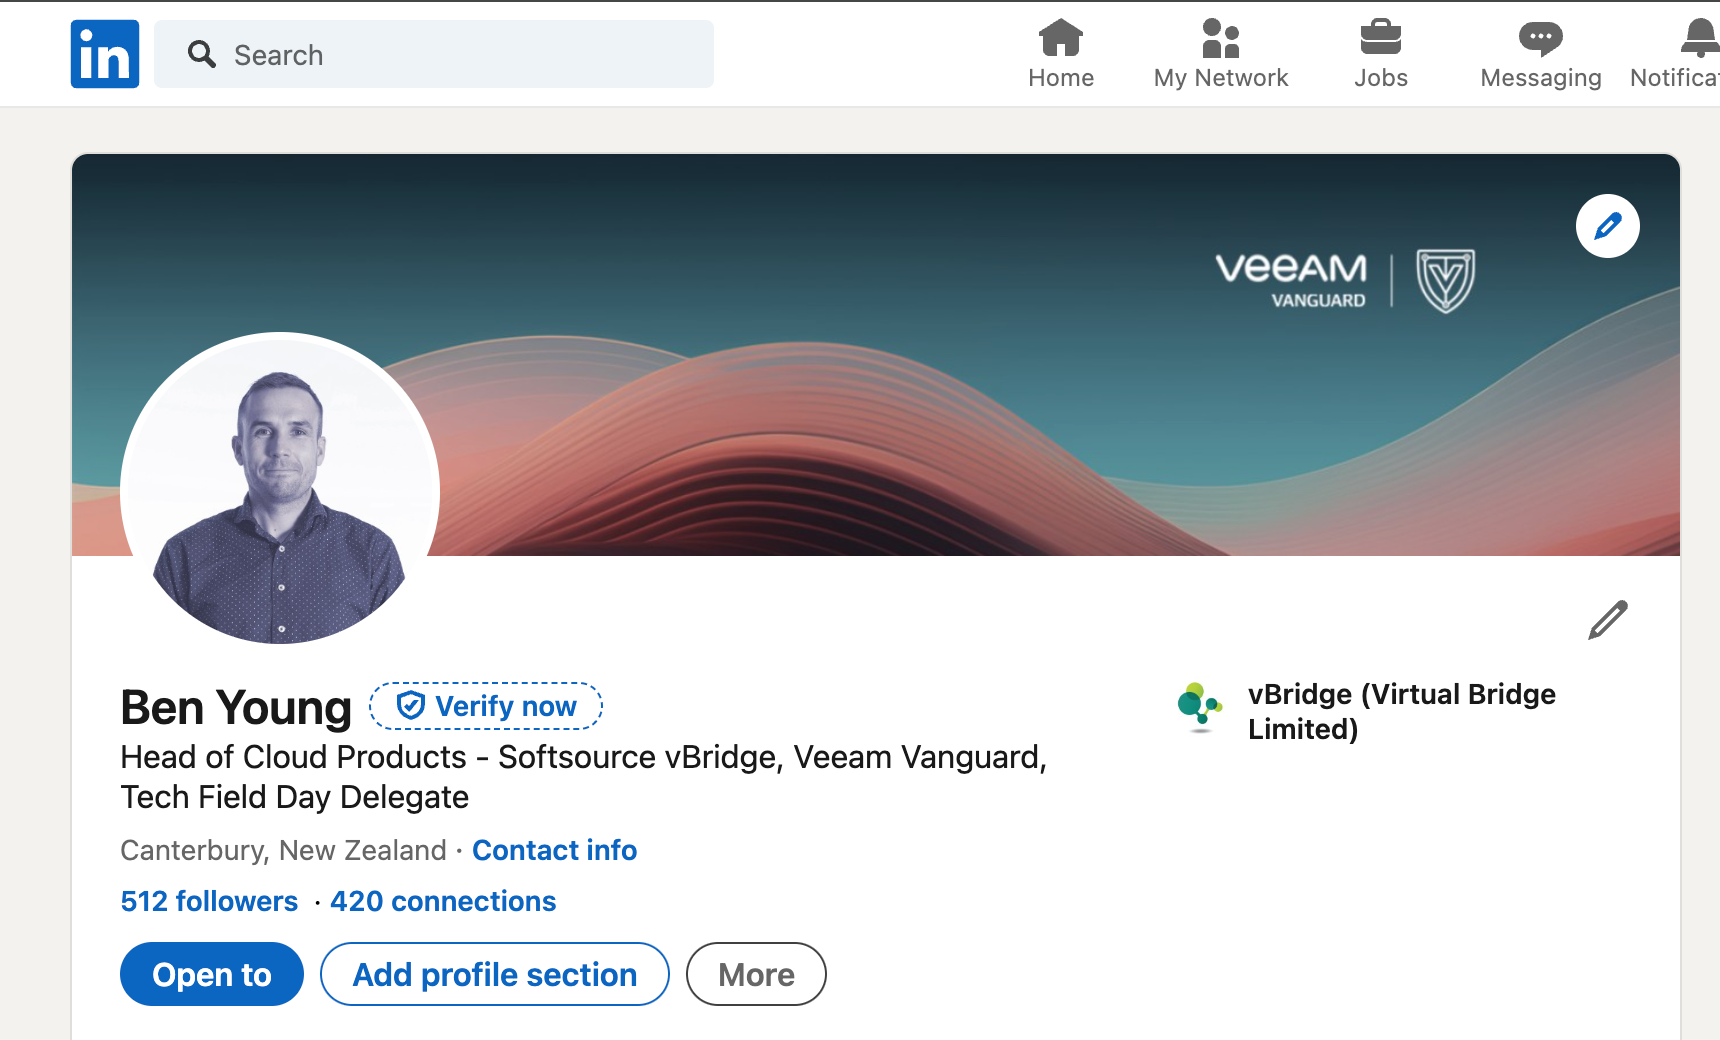 in
Search
Home
My Network
Jobs
Messaging
Notificat
veeAM
VANGUARD
Ben Young
Verify now
Head of Cloud Products - Softsource vBridge, Veeam Vanguard,
Tech Field Day Delegate
Canterbury, New Zealand · Contact info
512 followers · 420 connections
Open to
Add profile section
More
vBridge (Virtual Bridge
Limited)